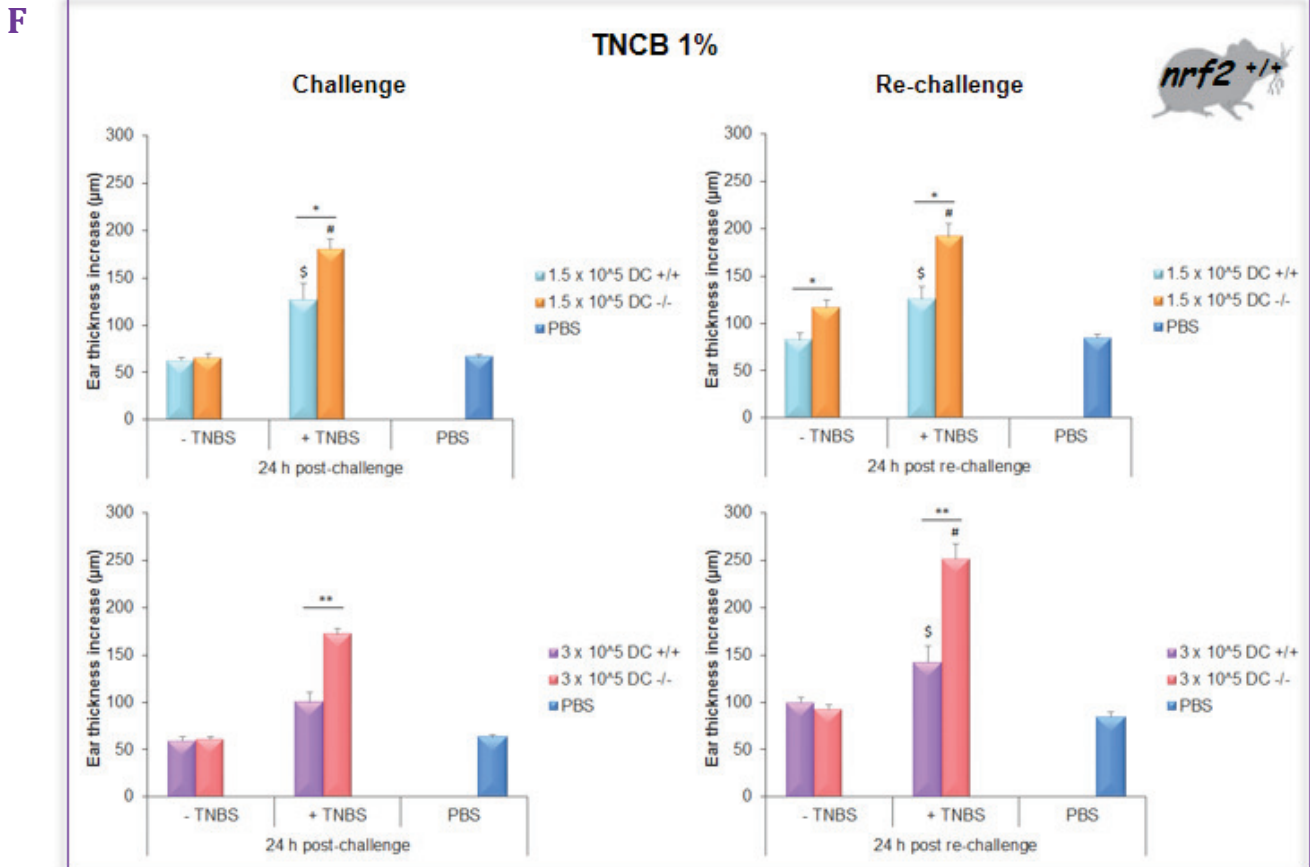 F
TNCB 1%
nrf2 +/+
Challenge
Re-challenge
Ear thickness increase (µm)
300
250
200
150
100
50
0
*
$
#
- TNBS
+ TNBS
PBS
24 h post-challenge
1.5 x 10^5 DC +/+
1.5 x 10^5 DC -/-
PBS
Ear thickness increase (µm)
300
250
200
150
100
50
0
*
*
$
#
- TNBS
+ TNBS
PBS
24 h post re-challenge
1.5 x 10^5 DC +/+
1.5 x 10^5 DC -/-
PBS
Ear thickness increase (µm)
300
250
200
150
100
50
0
**
- TNBS
+ TNBS
PBS
24 h post-challenge
3 x 10^5 DC +/+
3 x 10^5 DC -/-
PBS
Ear thickness increase (µm)
300
250
200
150
100
50
0
**
$
#
- TNBS
+ TNBS
PBS
24 h post re-challenge
3 x 10^5 DC +/+
3 x 10^5 DC -/-
PBS